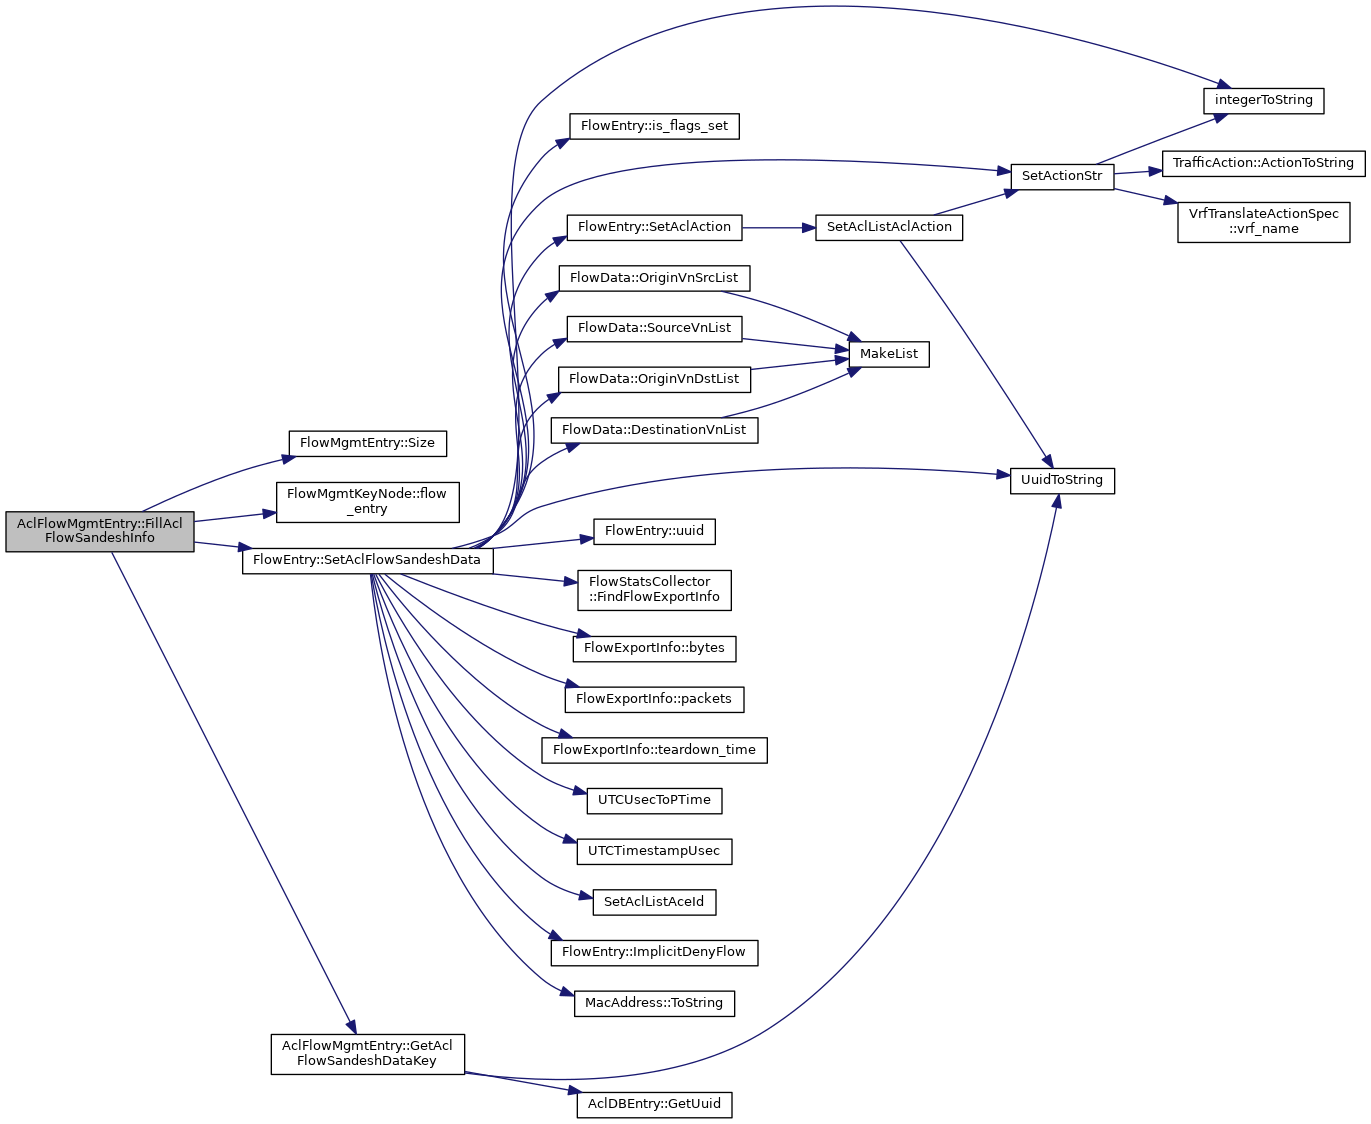 integerToString
FlowEntry::is_flags_set
TrafficAction::ActionToString
SetActionStr
VrfTranslateActionSpec
::vrf_name
FlowEntry::SetAclAction
SetAclListAclAction
FlowData::OriginVnSrcList
FlowData::SourceVnList
MakeList
FlowData::OriginVnDstList
FlowData::DestinationVnList
FlowMgmtEntry::Size
UuidToString
FlowMgmtKeyNode::flow
_entry
AclFlowMgmtEntry::FillAcl
FlowSandeshInfo
FlowEntry::uuid
FlowEntry::SetAclFlowSandeshData
FlowStatsCollector
::FindFlowExportInfo
FlowExportInfo::bytes
FlowExportInfo::packets
FlowExportInfo::teardown_time
UTCUsecToPTime
UTCTimestampUsec
SetAclListAceId
FlowEntry::ImplicitDenyFlow
MacAddress::ToString
AclFlowMgmtEntry::GetAcl
FlowSandeshDataKey
AclDBEntry::GetUuid